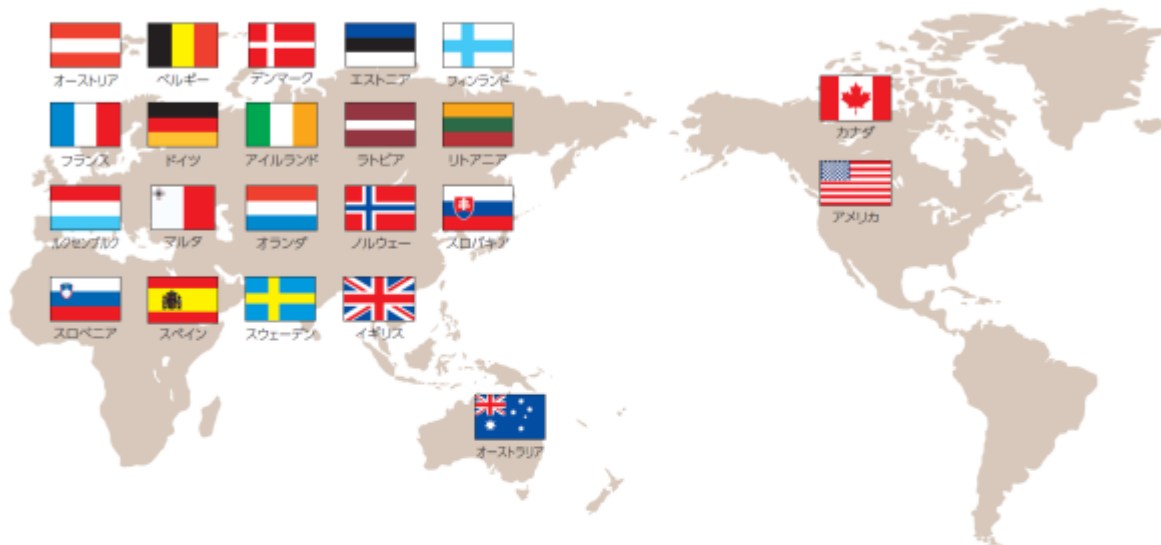 オーストリア
ベルギー
デンマーク
エストニア
フィンランド
フランス
ドイツ
アイルランド
ラトビア
リトアニア
ルクセンブルク
マルタ
オランダ
ノルウェー
スロバキア
スロベニア
スペイン
スウェーデン
イギリス
カナダ
アメリカ
オーストラリア